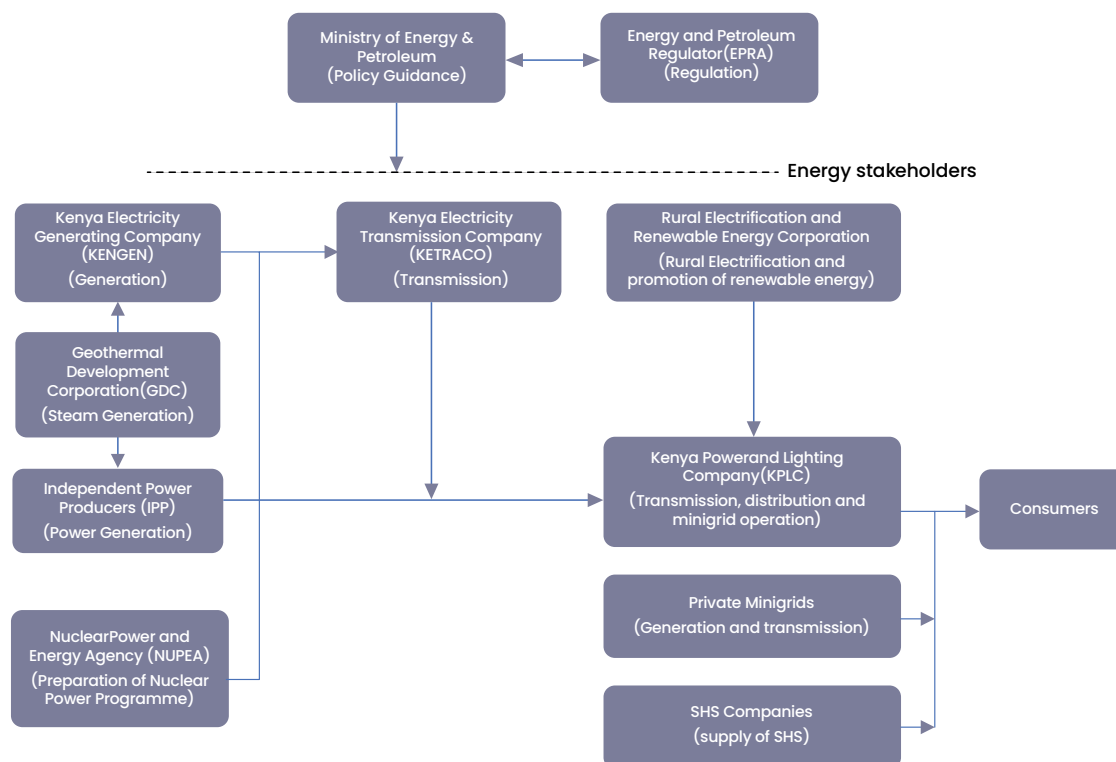 Ministry of Energy &
Petroleum
(Policy Guidance)
Energy and Petroleum
Regulator(EPRA)
(Regulation)
Energy stakeholders
Kenya Electricity
Generating Company
(KENGEN)
(Generation)
Kenya Electricity
Transmission Company
(KETRACO)
(Transmission)
Rural Electrification and
Renewable Energy Corporation
(Rural Electrification and
promotion of renewable energy)
Geothermal
Development
Corporation(GDC)
(Steam Generation)
Independent Power
Producers (IPP)
(Power Generation)
Kenya Powerand Lighting
Company(KPLC)
(Transmission, distribution and
minigrid operation)
Consumers
NuclearPower and
Energy Agency (NUPEA)
(Preparation of Nuclear
Power Programme)
Private Minigrids
(Generation and transmission)
SHS Companies
(supply of SHS)